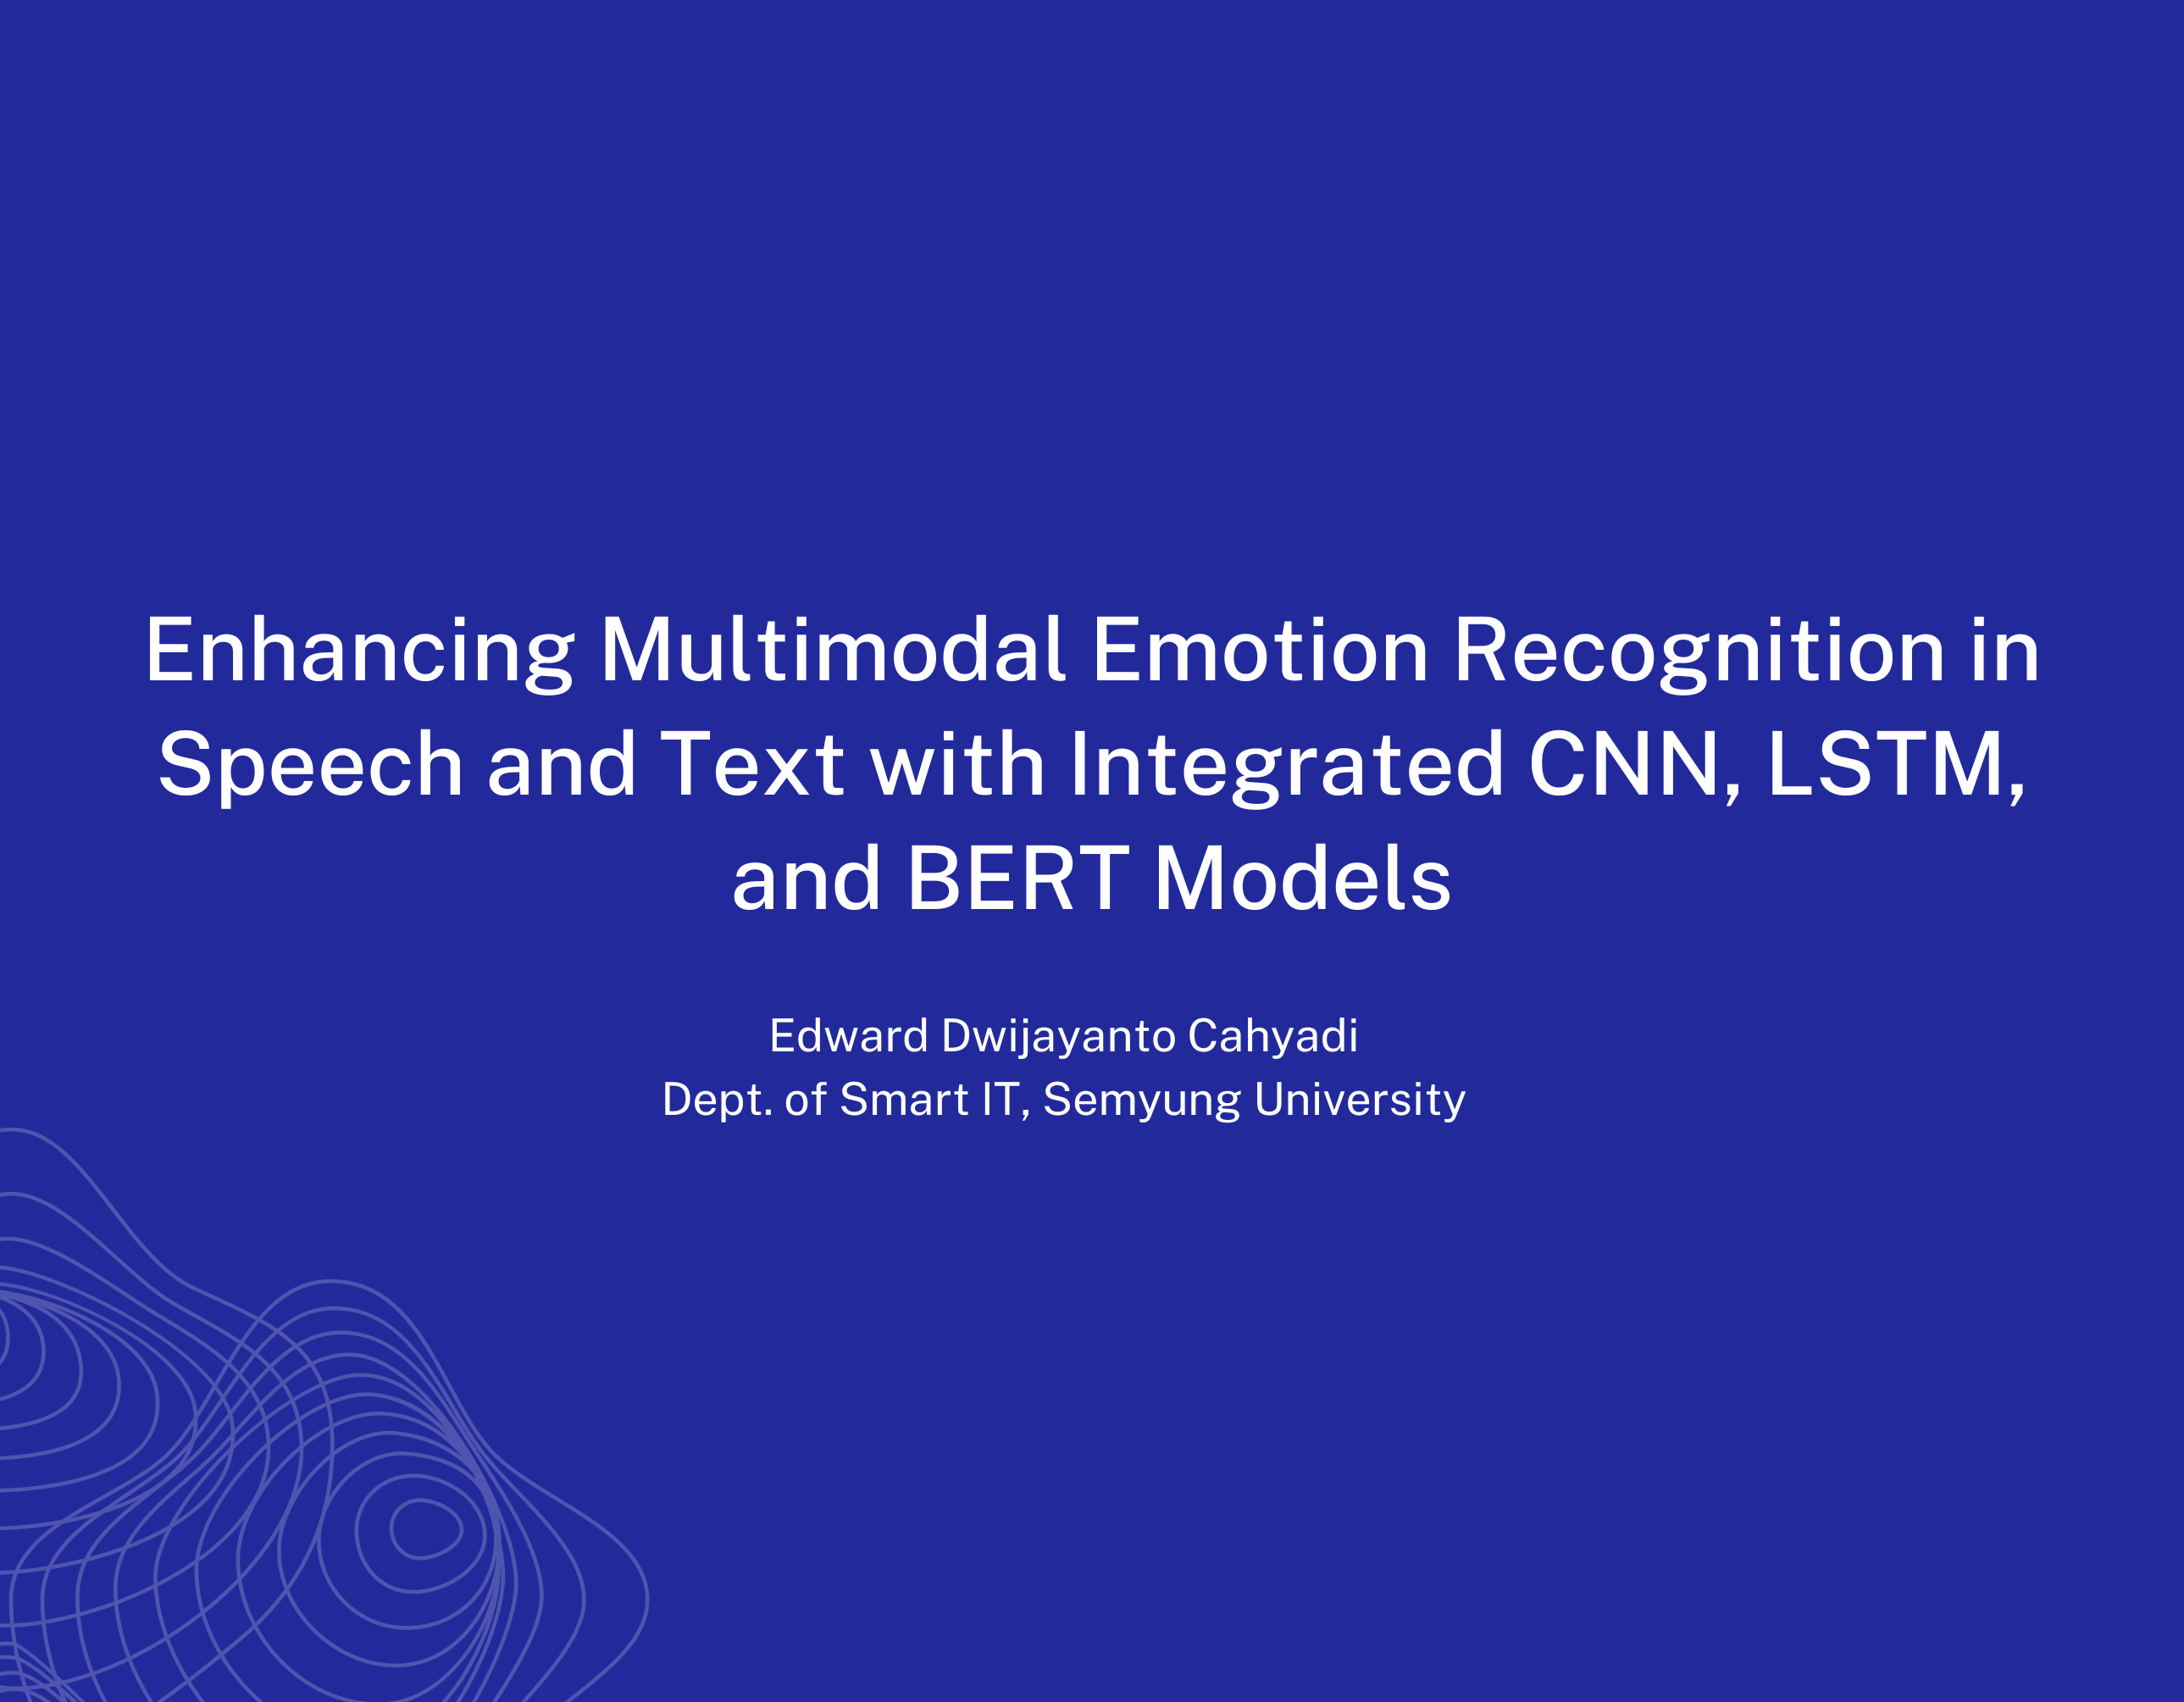 Enhancing Multimodal Emotion Recognition in
Speech and Text with Integrated CNN, LSTM,
and BERT Models
Edward Dwijayanto Cahyadi
Dept. of Smart IT, Semyung University